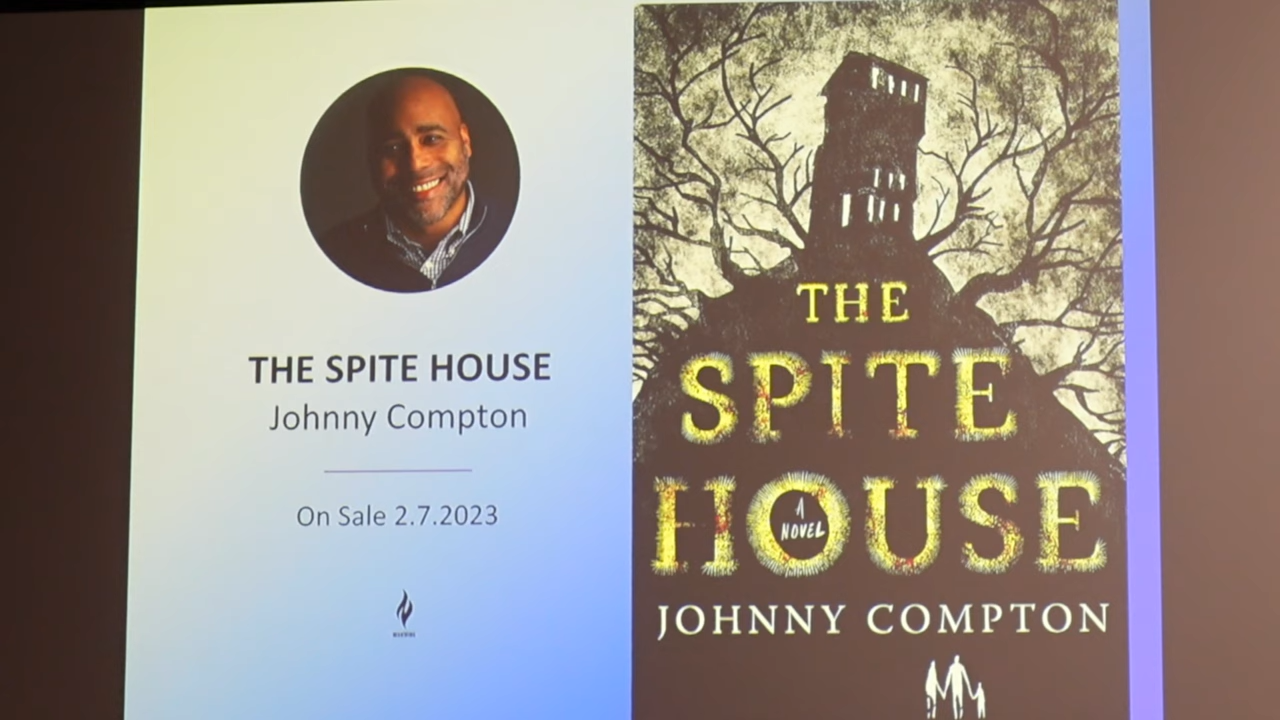 THE SPITE HOUSE
Johnny Compton
On Sale 2.7.2023
THE
SPITE
HOUSE
A
NOVEL
JOHNNY COMPTON